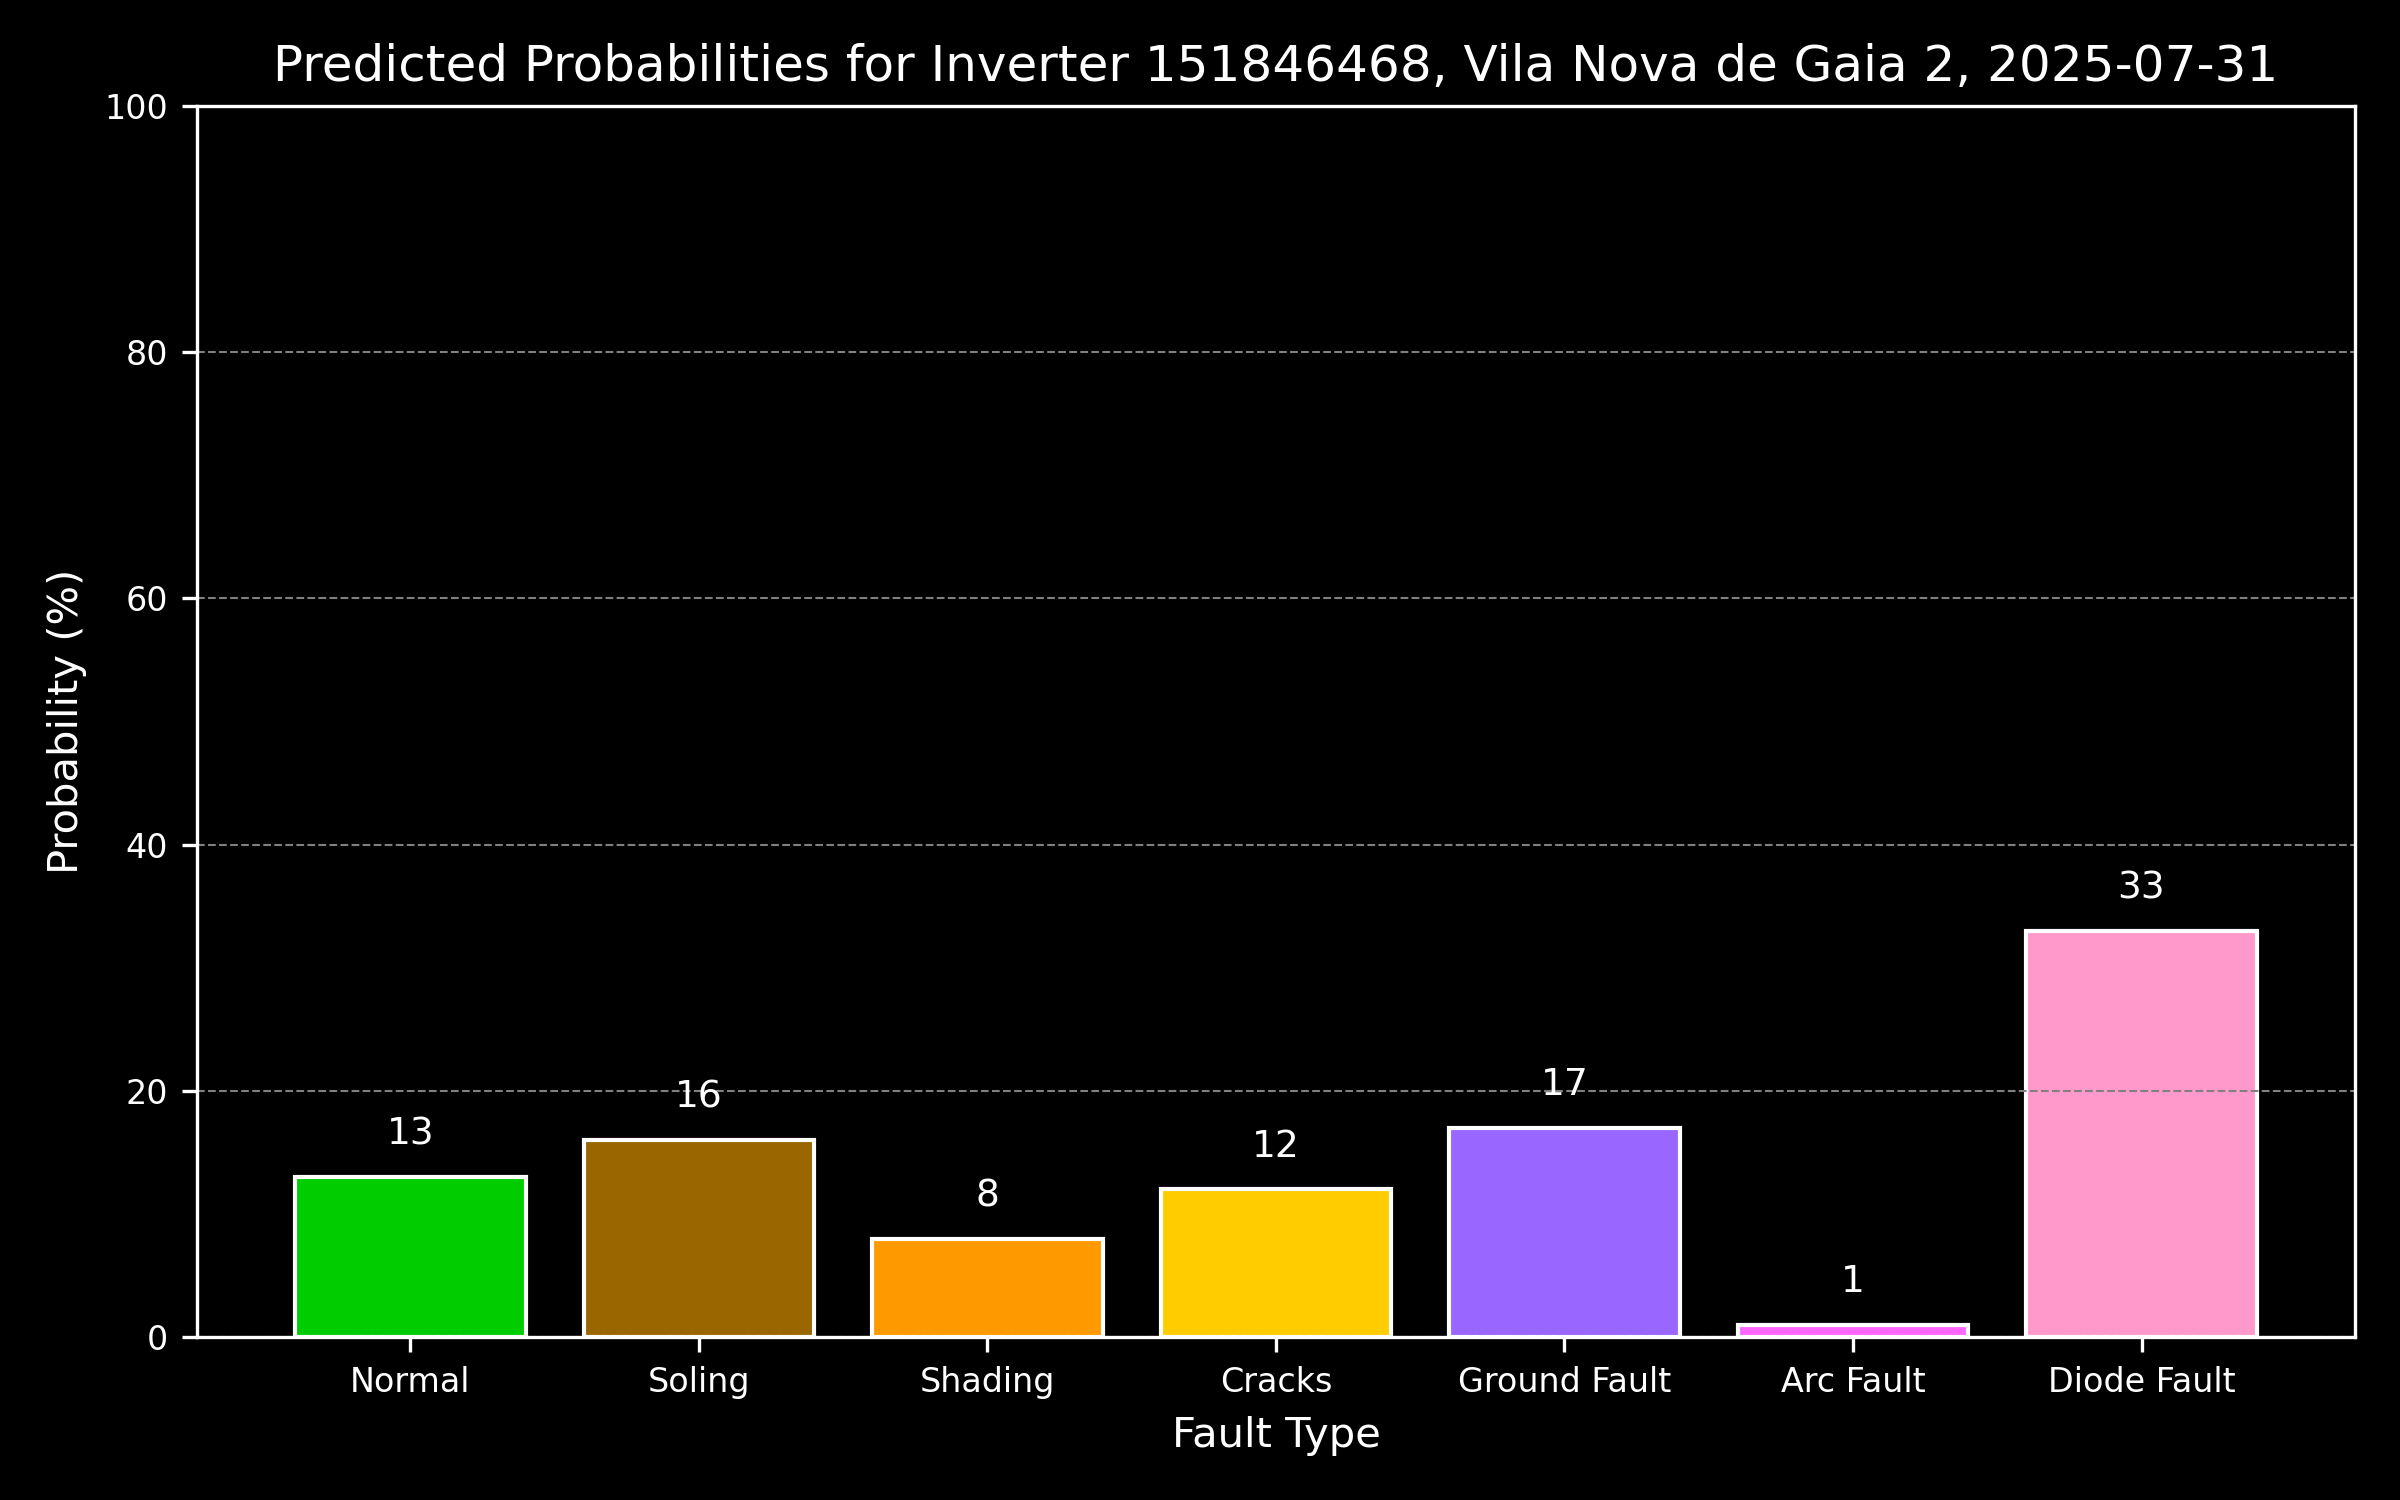 Predicted Probabilities for Inverter 151846468, Vila Nova de Gaia 2, 2025-07-31
100
80
60
40
20
0
Probability (%)
13
16
8
12
17
1
33
Normal
Soling
Shading
Cracks
Ground Fault
Arc Fault
Diode Fault
Fault Type